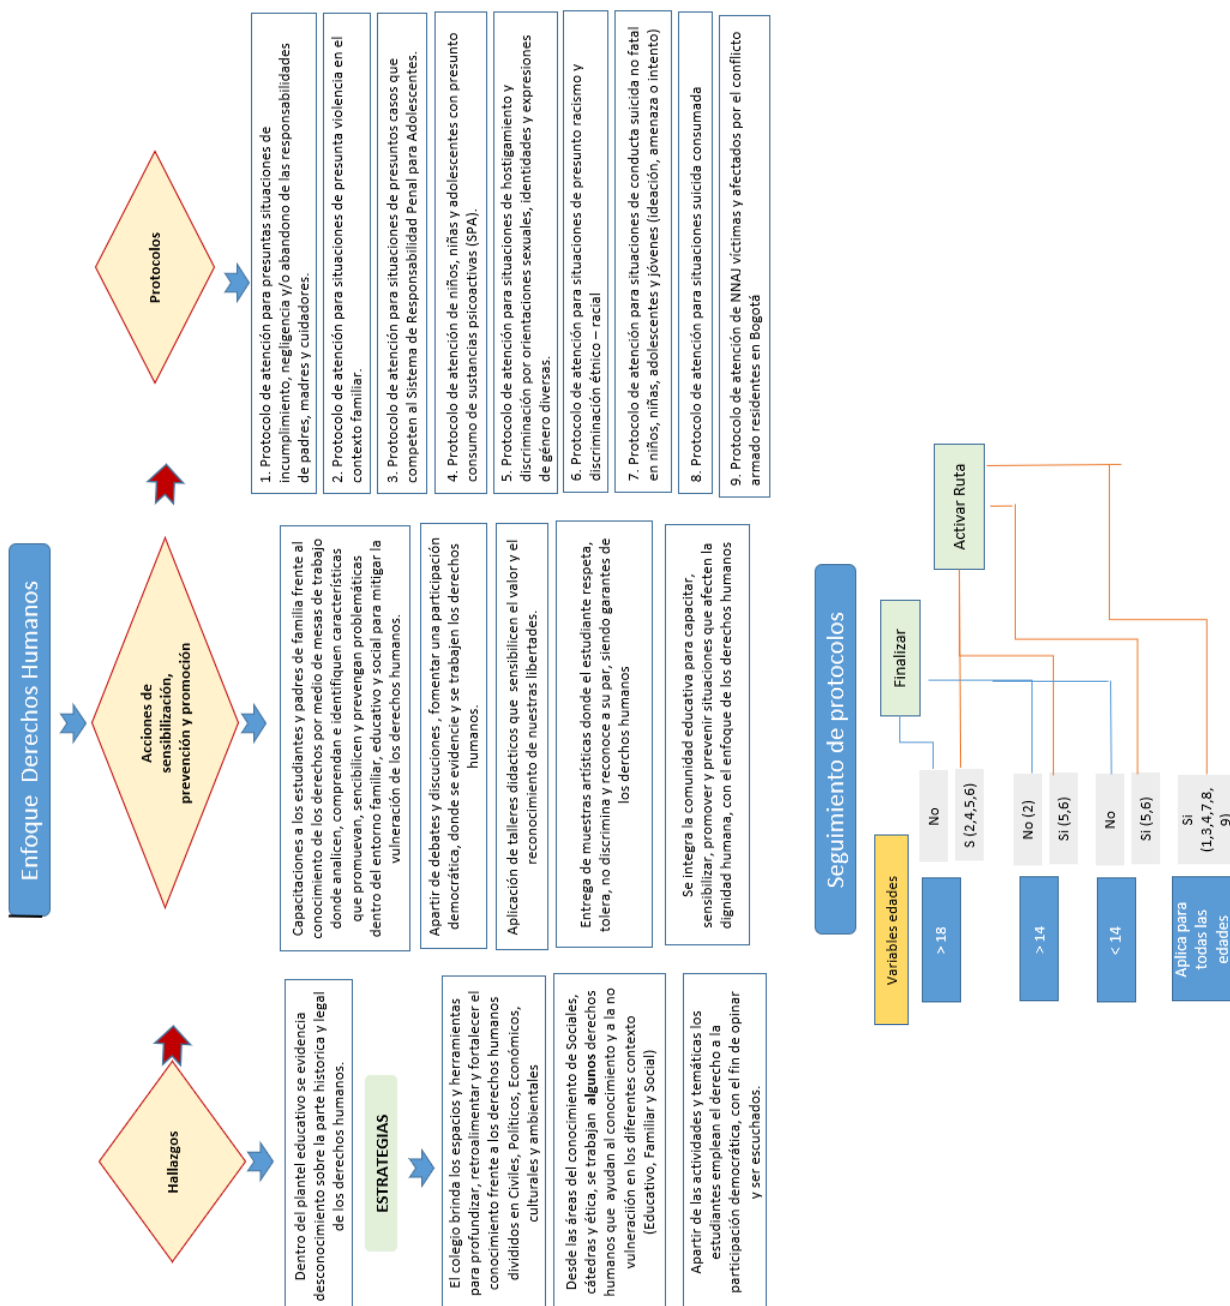 Enfoque Derechos Humanos
Hallazgos
Dentro del plantel educativo se evidencia
desconocimiento sobre la parte historica y legal
de los derechos humanos.
ESTRATEGIAS
El colegio brinda los espacios y herramientas
para profundizar, retroalimentar y fortalecer el
conocimiento frente a los derechos humanos
divididos en Civiles, Políticos, Económicos,
culturales y ambientales
Desde las áreas del conocimiento de Sociales,
cátedras y ética, se trabajan algunos derechos
humanos que ayudan al conocimiento y a la no
vulneraciión en los diferentes contexto
(Educativo, Familiar y Social)
Apartir de las actividades y temáticas los
estudiantes emplean el derecho a la
participación democrática, con el fin de opinar
y ser escuchados.
Acciones de
sensibilización,
prevención y promoción
Capacitaciones a los estudiantes y padres de familia frente al
conocimiento de los derechos por medio de mesas de trabajo
donde analicen, comprendan e identifiquen características
que promuevan, sencibilicen y prevengan problemáticas
dentro del entorno familiar, educativo y social para mitigar la
vulneración de los derechos humanos.
Apartir de debates y discuciones , fomentar una participación
democrática, donde se evidencie y se trabajen los derechos
humanos.
Aplicación de talleres didacticos que sensibilicen el valor y el
reconocimiento de nuestras libertades.
Entrega de muestras artísticas donde el estudiante respeta,
tolera, no discrimina y reconoce a su par, siendo garantes de
los derchos humanos
Se integra la comunidad educativa para capacitar,
sensibilizar, promover y prevenir situaciones que afecten la
dignidad humana, con el enfoque de los derechos humanos
Protocolos
1. Protocolo de atención para presuntas situaciones de
incumplimiento, negligencia y/o abandono de las responsabilidades
de padres, madres y cuidadores.
2. Protocolo de atención para situaciones de presunta violencia en el
contexto familiar.
3. Protocolo de atención para situaciones de presuntos casos que
competen al Sistema de Responsabilidad Penal para Adolescentes.
4. Protocolo de atención de niños, niñas y adolescentes con presunto
consumo de sustancias psicoactivas (SPA).
5. Protocolo de atención para situaciones de hostigamiento y
discriminación por orientaciones sexuales, identidades y expresiones
de género diversas.
6. Protocolo de atención para situaciones de presunto racismo y
discriminación étnico – racial
7. Protocolo de atención para situaciones de conducta suicida no fatal
en niños, niñas, adolescentes y jóvenes (ideación, amenaza o intento)
8. Protocolo de atención para situaciones suicida consumada
9. Protocolo de atención de NNAJ víctimas y afectados por el conflicto
armado residentes en Bogotá
Seguimiento de protocolos
Variables edades
Finalizar
Activar Ruta
> 18
No
S (2,4,5,6)
> 14
No (2)
Si (5,6)
< 14
No
Si (5,6)
Aplica para
todas las
edades
Si
(1,3,4,7,8,
9)